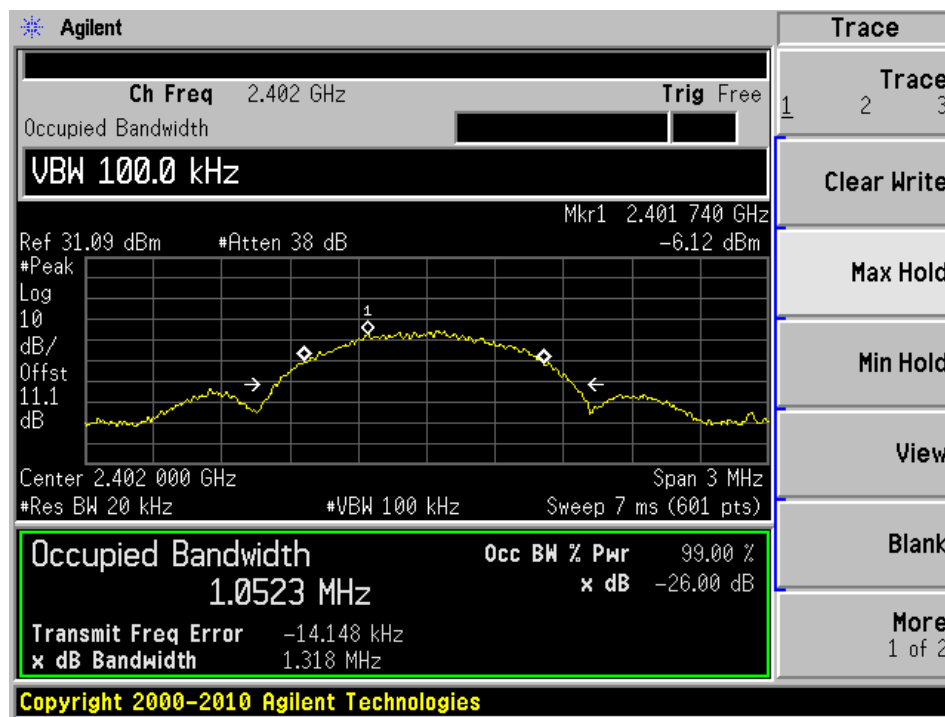 Agilent
Trace
Ch Freq 2.402 GHz Trig Free
Occupied Bandwidth
Trace
1 2 3
VBW 100.0 kHz
Clear Write
Mkr1 2.401 740 GHz
Ref 31.09 dBm #Atten 38 dB -6.12 dBm
#Peak
Log
10
dB/
Offst
11.1
dB
1
Max Hold
Min Hold
View
Center 2.402 000 GHz Span 3 MHz
#Res BW 20 kHz #VBW 100 kHz Sweep 7 ms (601 pts)
Occupied Bandwidth Occ BW % Pwr 99.00 %
1.0523 MHz x dB -26.00 dB
Transmit Freq Error -14.148 kHz
x dB Bandwidth 1.318 MHz
Blank
More
1 of 2
Copyright 2000-2010 Agilent Technologies